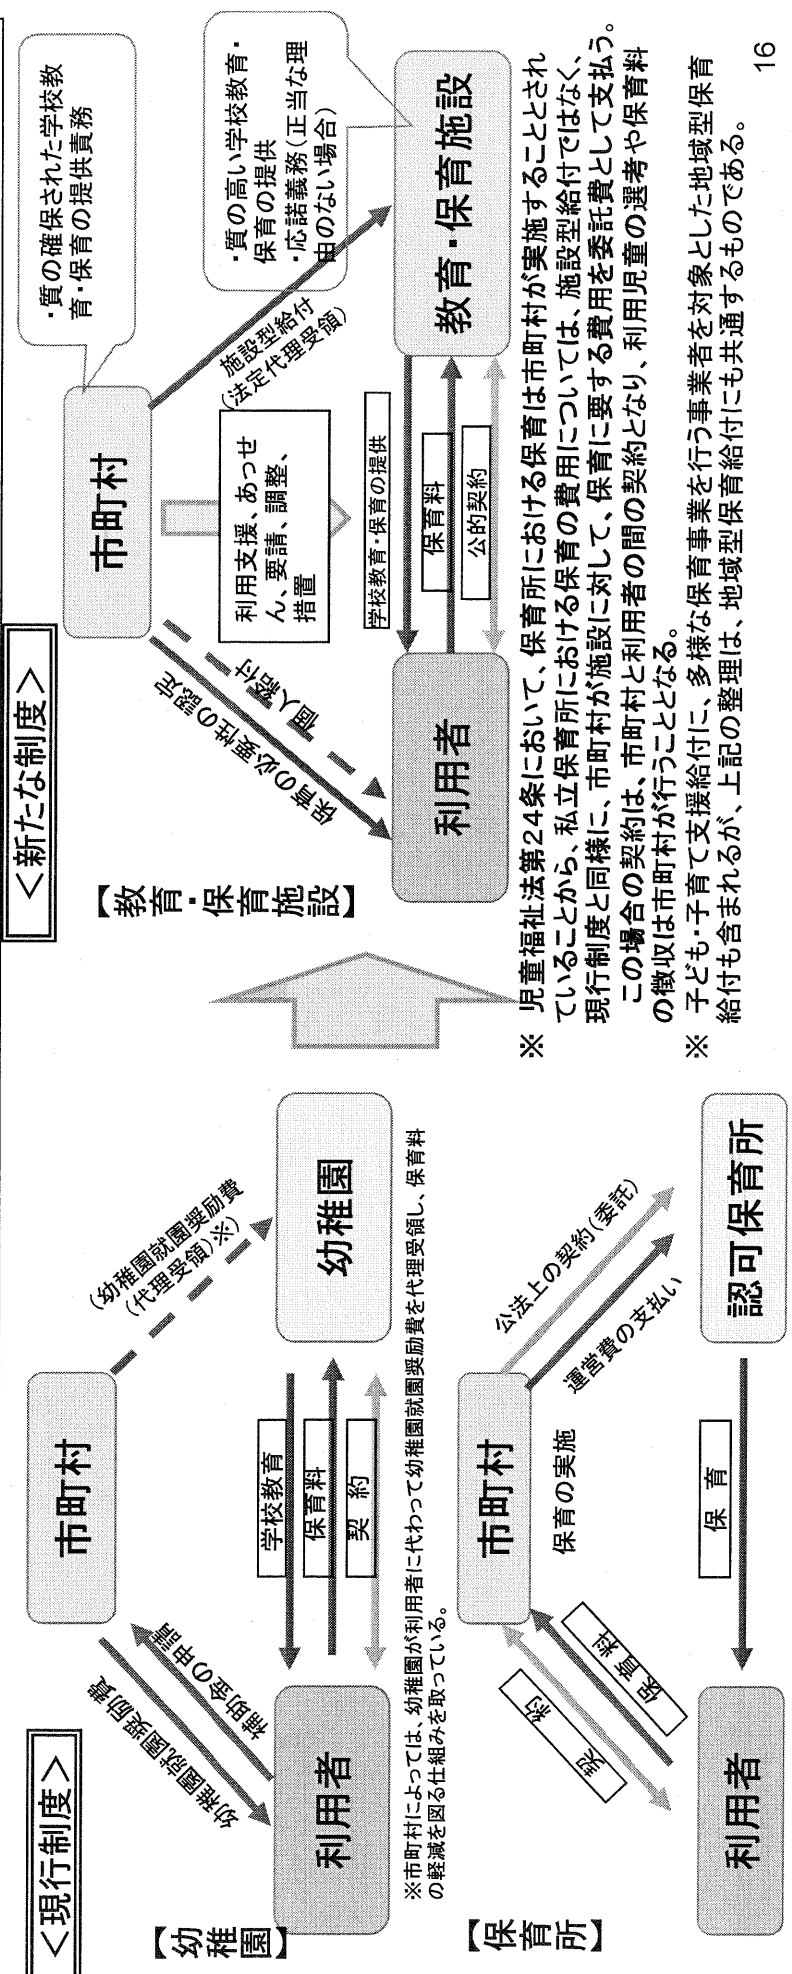 <現行制度>
【幼稚園】
市町村
利用者
幼稚園
幼稚園就園奨励費
補助金の申請
(幼稚園就園奨励費
(代理受領)※)
学校教育
保育料
契 約
※市町村によっては、幼稚園が利用者に代わって幼稚園就園奨励費を代理受領し、保育料
の軽減を図る仕組みを取っている。
【保育所】
市町村
保育の実施
利用者
認可保育所
契 約
保育料
公法上の契約(委託)
運営費の支払い
保 育
<新たな制度>
【教育・保育施設】
市町村
・質の確保された学校教
育・保育の提供責務
利用者
教育・保育施設
・質の高い学校教育・
保育の提供
・応諾義務(正当な理
由のない場合)
保育の必要性の認定
個人給付
利用支援、あっせ
ん、要請、調整、
措置
施設型給付
(法定代理受領)
学校教育・保育の提供
保育料
公的契約
※ 児童福祉法第24条において、保育所における保育は市町村が実施することとされ
ていることから、私立保育所における保育の費用については、施設型給付ではなく、
現行制度と同様に、市町村が施設に対して、保育に要する費用を委託費として支払う。
この場合の契約は、市町村と利用者の間の契約となり、利用児童の選考や保育料
の徴収は市町村が行うこととなる。
※ 子ども・子育て支援給付に、多様な保育事業を行う事業者を対象とした地域型保育
給付も含まれるが、上記の整理は、地域型保育給付にも共通するものである。
16